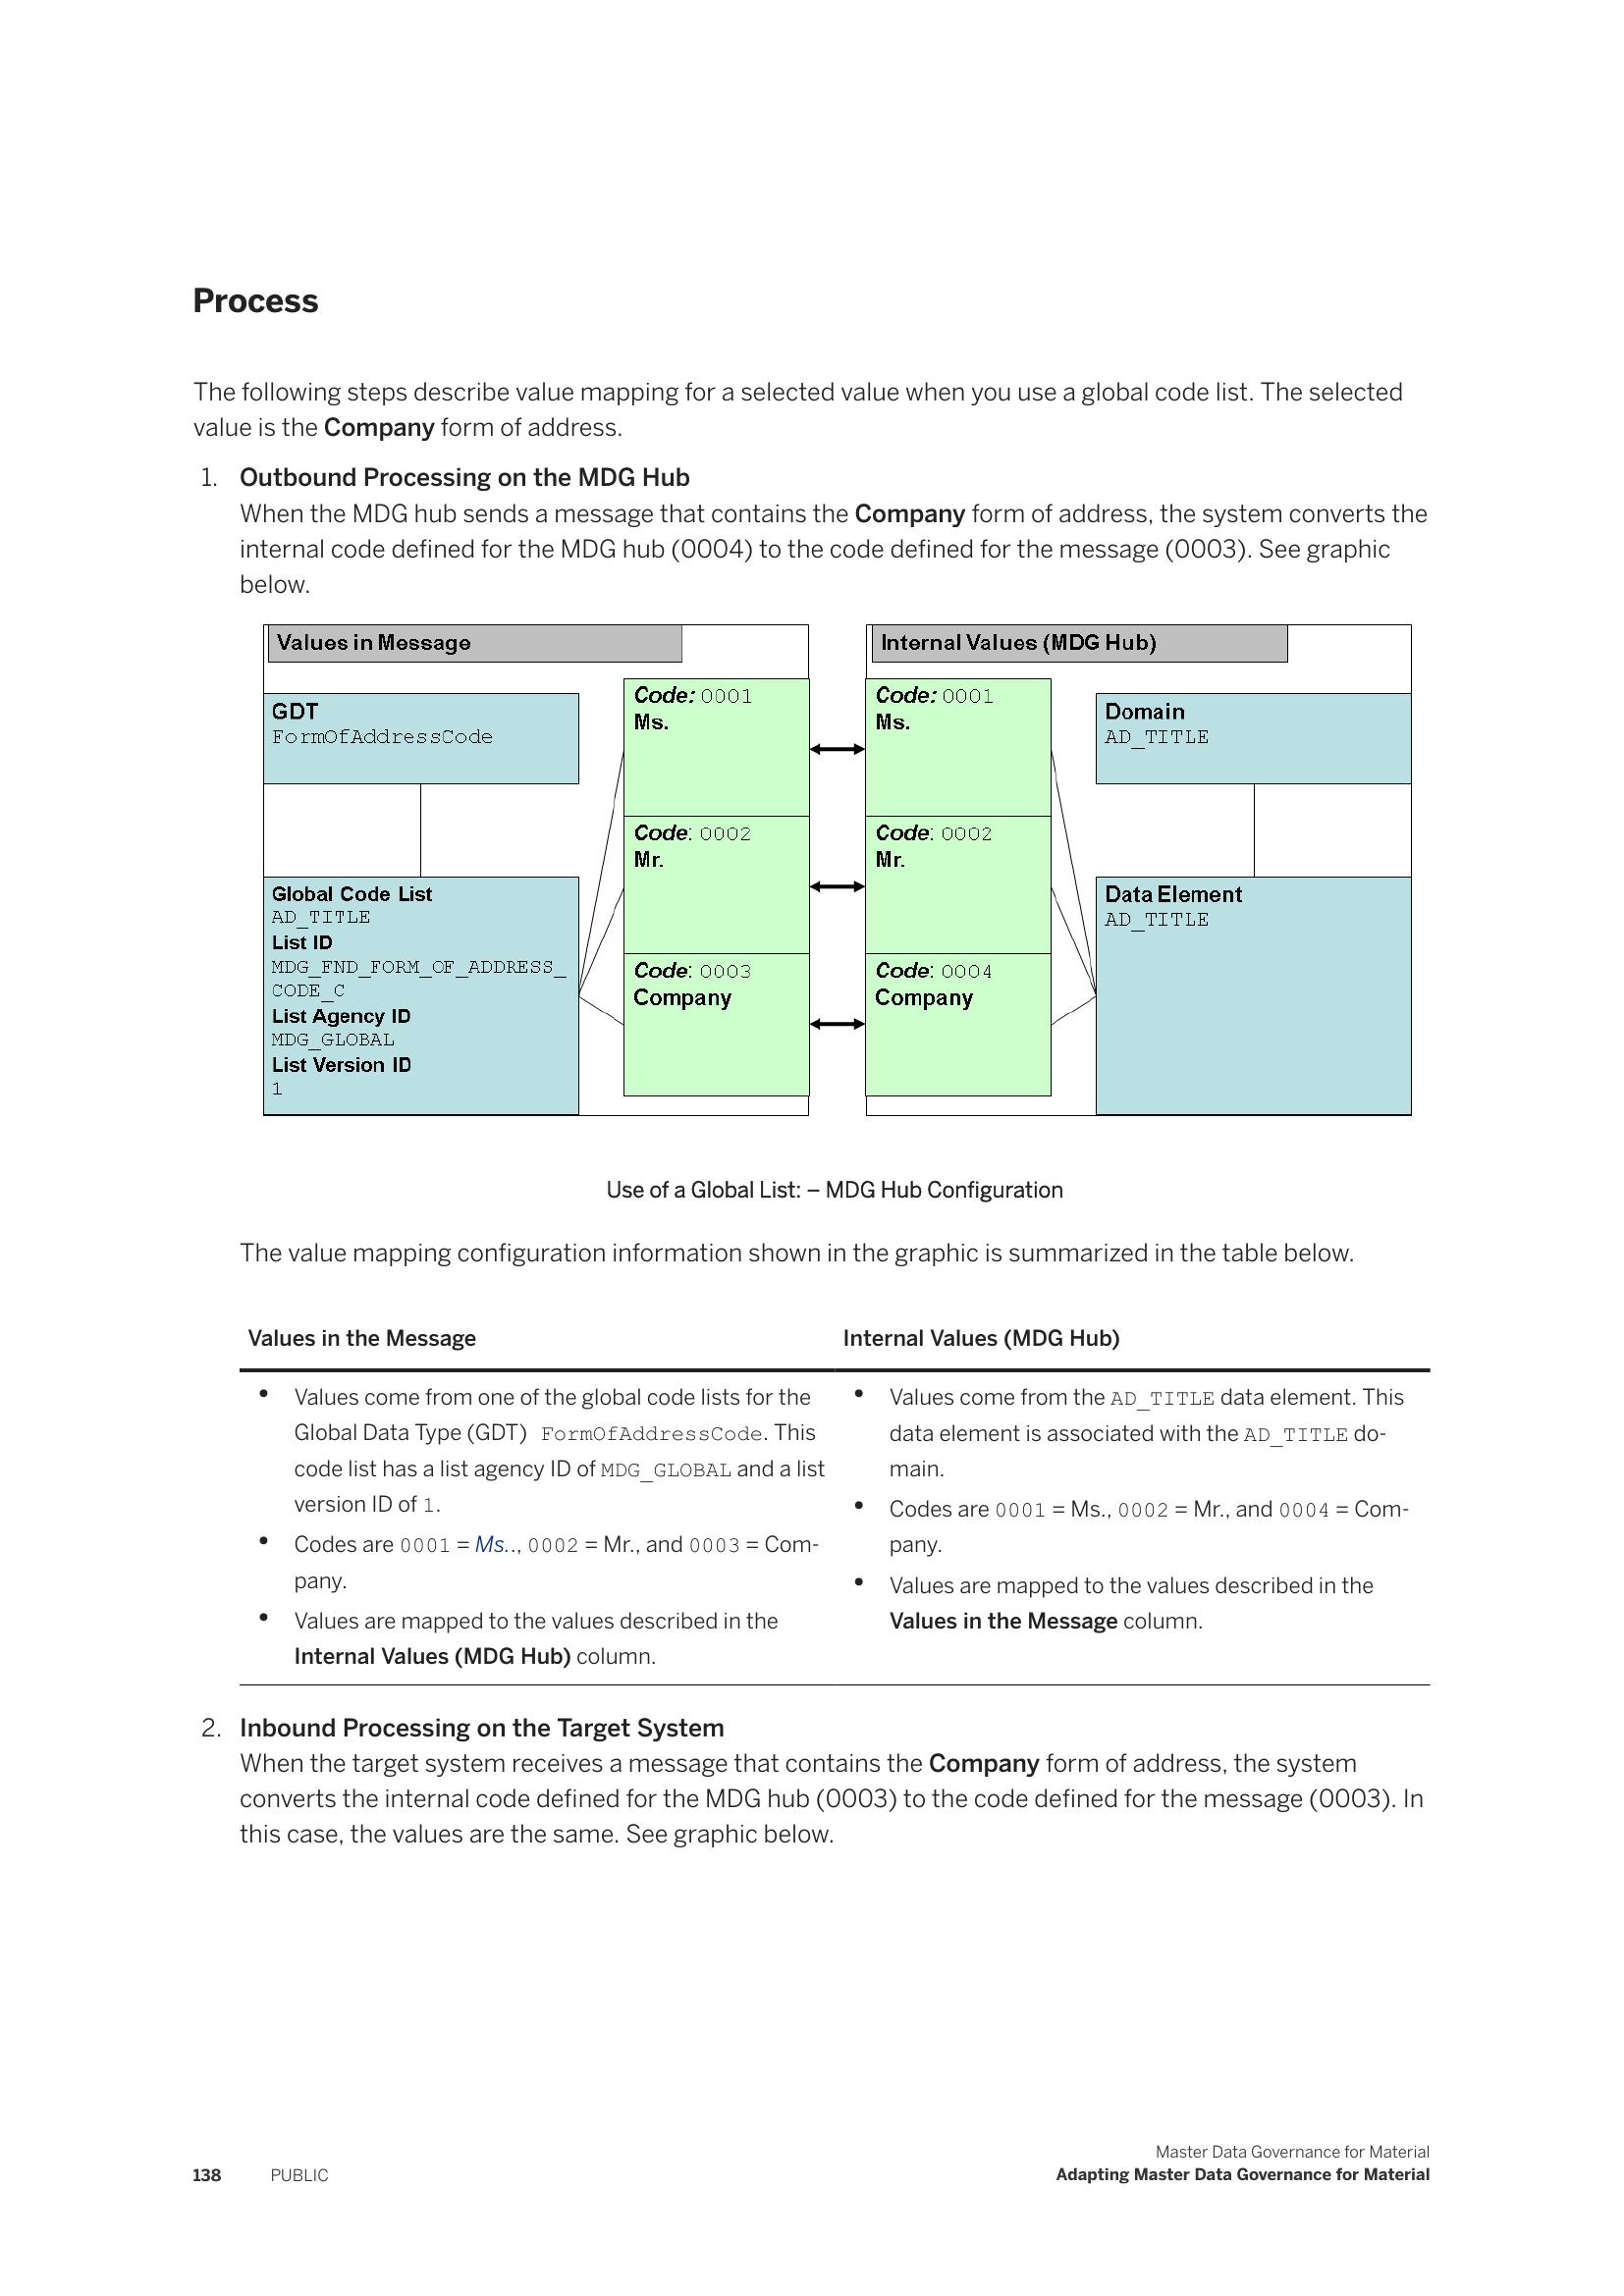 Process
The following steps describe value mapping for a selected value when you use a global code list. The selected
value is the Company form of address.
1. Outbound Processing on the MDG Hub
When the MDG hub sends a message that contains the Company form of address, the system converts the
internal code defined for the MDG hub (0004) to the code defined for the message (0003). See graphic
below.
Values in Message
GDT
FormOfAddressCode
Global Code List
AD_TITLE
List ID
MDG_FND_FORM_OF_ADDRESS_
CODE_C
List Agency ID
MDG_GLOBAL
List Version ID
1
Code: 0001
Ms.
Code: 0002
Mr.
Code: 0003
Company
Internal Values (MDG Hub)
Code: 0001
Ms.
Code: 0002
Mr.
Code: 0004
Company
Domain
AD_TITLE
Data Element
AD_TITLE
Use of a Global List: – MDG Hub Configuration
The value mapping configuration information shown in the graphic is summarized in the table below.
Values in the Message
• Values come from one of the global code lists for the
Global Data Type (GDT) FormOfAddressCode. This
code list has a list agency ID of MDG_GLOBAL and a list
version ID of 1.
• Codes are 0001 = Ms.., 0002 = Mr., and 0003 = Com-
pany.
• Values are mapped to the values described in the
Internal Values (MDG Hub) column.
Internal Values (MDG Hub)
• Values come from the AD_TITLE data element. This
data element is associated with the AD_TITLE do-
main.
• Codes are 0001 = Ms., 0002 = Mr., and 0004 = Com-
pany.
• Values are mapped to the values described in the
Values in the Message column.
2. Inbound Processing on the Target System
When the target system receives a message that contains the Company form of address, the system
converts the internal code defined for the MDG hub (0003) to the code defined for the message (0003). In
this case, the values are the same. See graphic below.
138 PUBLIC
Master Data Governance for Material
Adapting Master Data Governance for Material